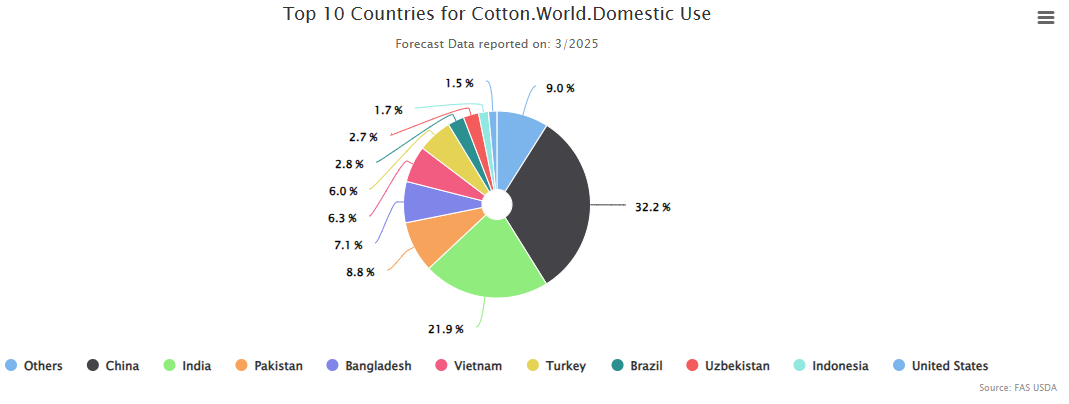 Top 10 Countries for Cotton.World.Domestic Use
Forecast Data reported on: 3/2025
1.5 %
9.0 %
1.7 %
2.7 %
2.8 %
6.0 %
32.2 %
6.3 %
7.1 %
8.8 %
21.9 %
Others China India Pakistan Bangladesh Vietnam Turkey Brazil Uzbekistan Indonesia United States
Source: FAS USDA